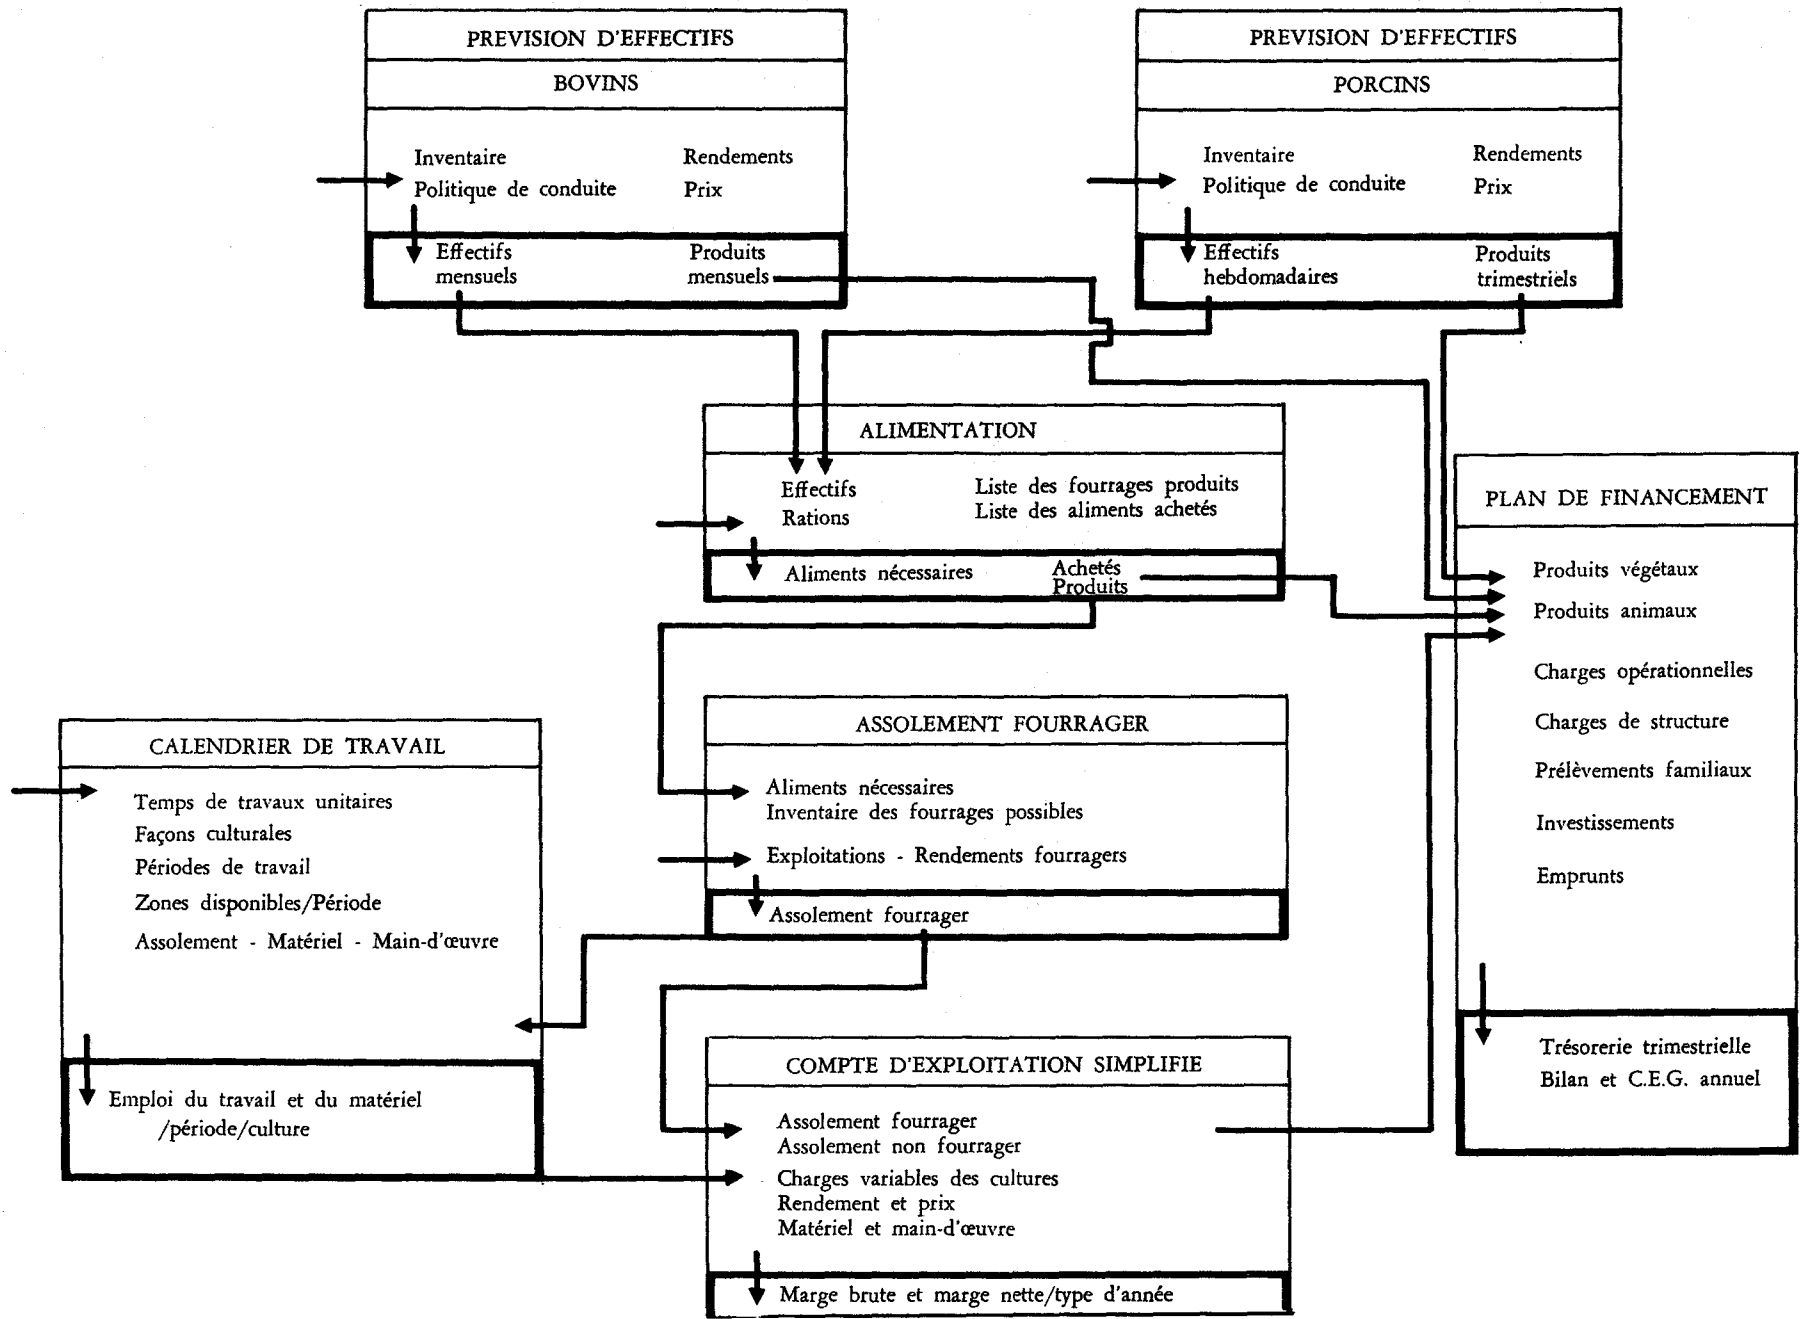 PREVISION D'EFFECTIFS
BOVINS
Inventaire Rendements
Politique de conduite Prix
Effectifs Produits
mensuels mensuels
PREVISION D'EFFECTIFS
PORCINS
Inventaire Rendements
Politique de conduite Prix
Effectifs Produits
hebdomadaires trimestriels
ALIMENTATION
Effectifs Liste des fourrages produits
Rations Liste des aliments achetés
Aliments nécessaires Achetés
Produits
PLAN DE FINANCEMENT
Produits végétaux
Produits animaux
Charges opérationnelles
Charges de structure
Prélèvements familiaux
Investissements
Emprunts
Trésorerie trimestrielle
Bilan et C.E.G. annuel
ASSOLEMENT FOURRAGER
Aliments nécessaires
Inventaire des fourrages possibles
Exploitations - Rendements fourragers
Assolement fourrager
CALENDRIER DE TRAVAIL
Temps de travaux unitaires
Façons culturales
Périodes de travail
Zones disponibles/Période
Assolement - Matériel - Main-d'œuvre
Emploi du travail et du matériel
/période/culture
COMPTE D'EXPLOITATION SIMPLIFIE
Assolement fourrager
Assolement non fourrager
Charges variables des cultures
Rendement et prix
Matériel et main-d'œuvre
Marge brute et marge nette/type d'année